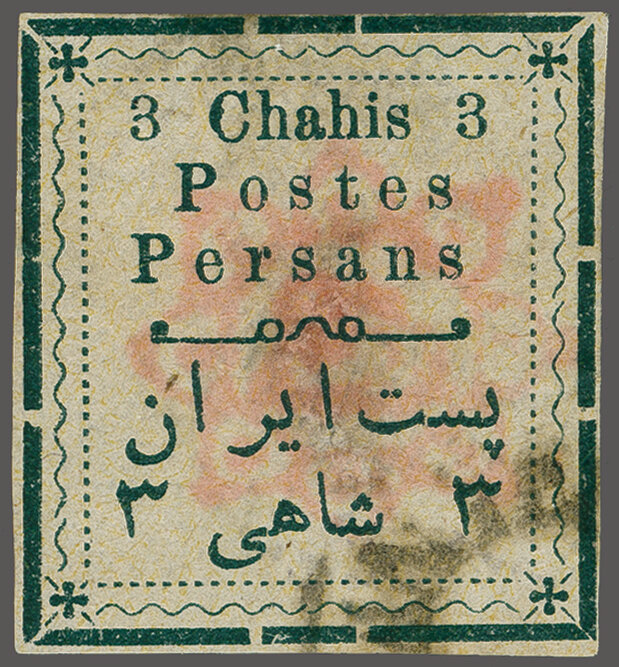 3 Chahis 3
Postes
Persans
پست ایران
۳ شاهی ۳